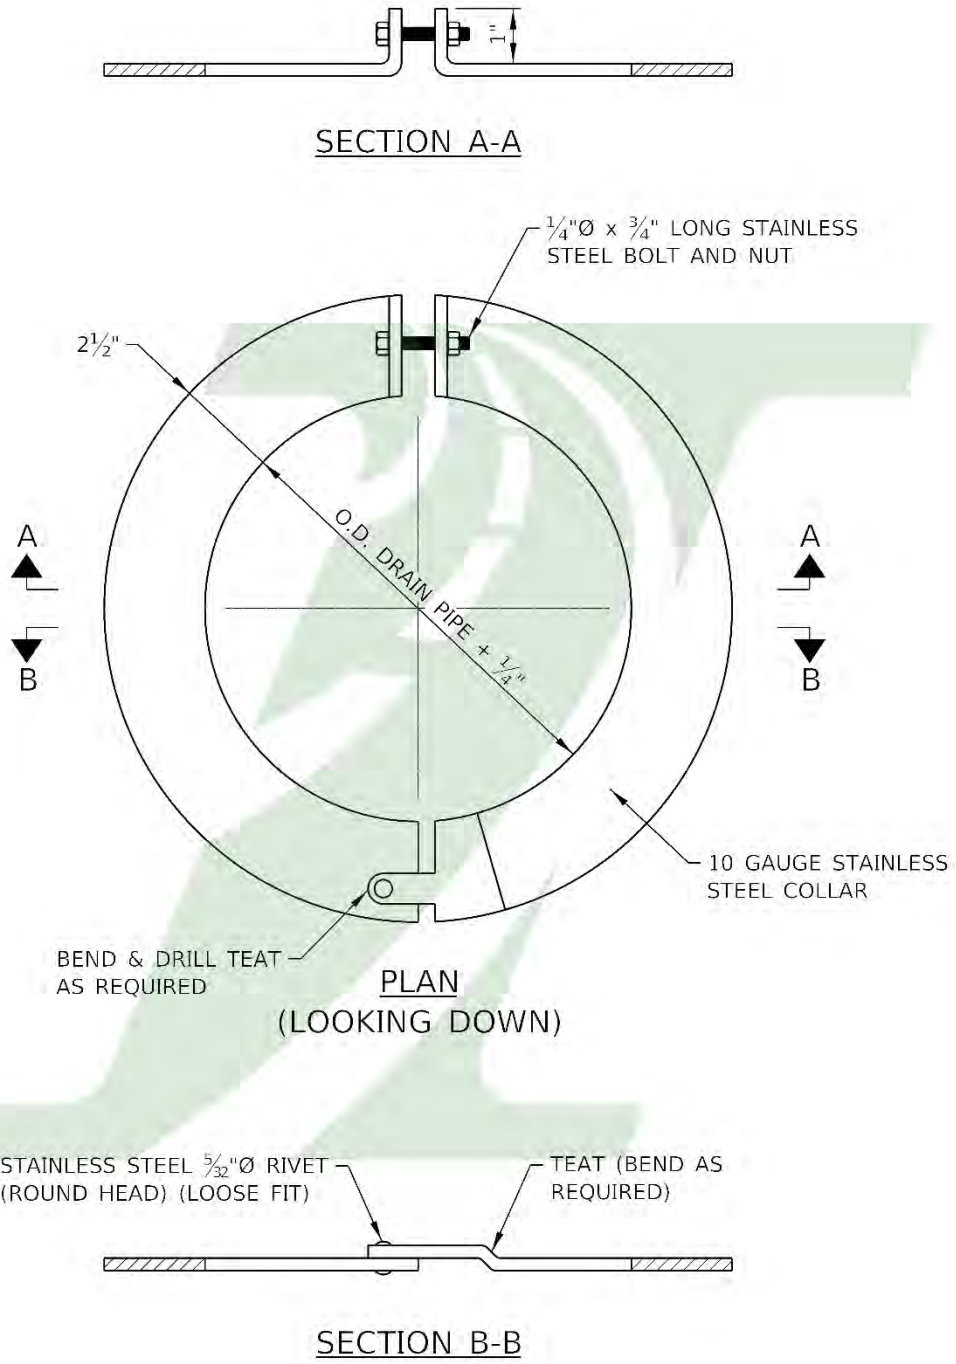 1"
SECTION A-A
1/4"Ø x 3/4" LONG STAINLESS
STEEL BOLT AND NUT
2 1/2"
O.D. DRAIN PIPE + 1/4"
A
A
B
B
10 GAUGE STAINLESS
STEEL COLLAR
BEND & DRILL TEAT
AS REQUIRED
PLAN
(LOOKING DOWN)
STAINLESS STEEL 5/32"Ø RIVET
(ROUND HEAD) (LOOSE FIT)
TEAT (BEND AS
REQUIRED)
SECTION B-B